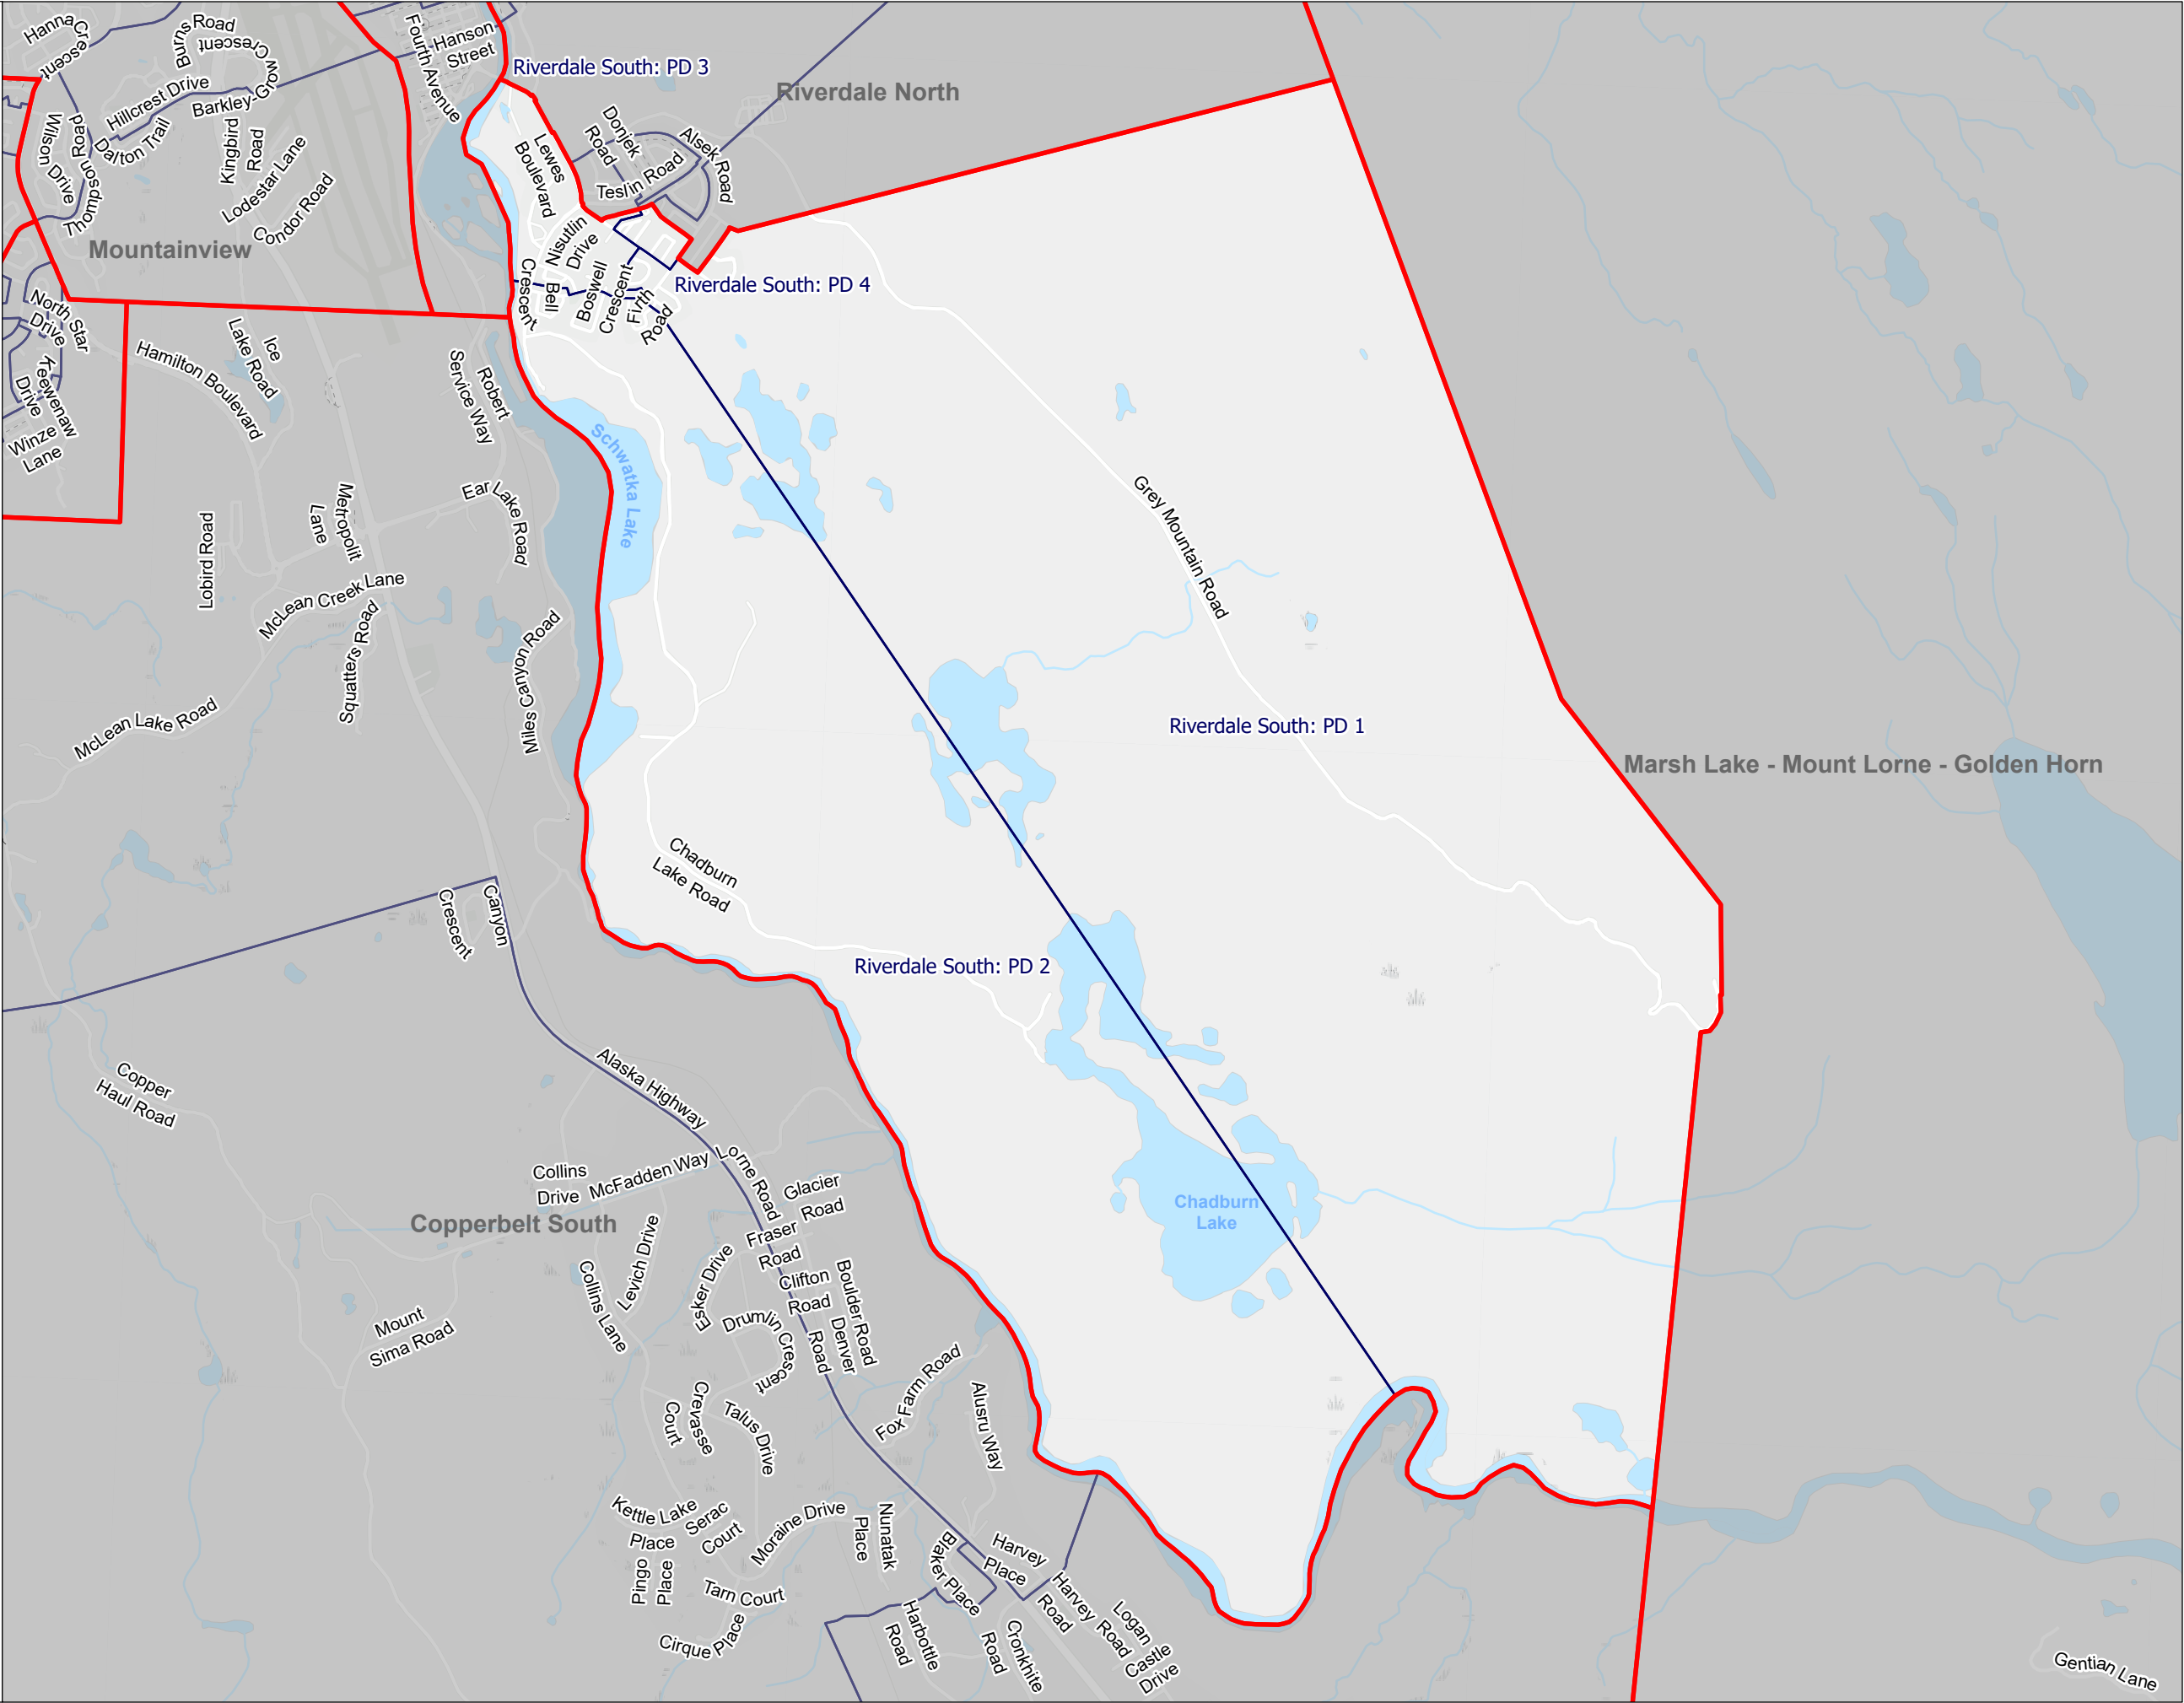 Hanna
Crescent
Burns
Road
Crow
Crescent
Hillcrest Drive
Barkley-Grow
Dalton Trail
Wilson
Drive
Thompson Road
Kingbird
Road
Lodestar Lane
Condor Road
Mountainview
Fourth Avenue
Hanson
Street
Riverdale South: PD 3
Riverdale North
Lewes
Boulevard
Donjek
Road
Alsek Road
Teslin Road
Nisutlin
Drive
Riverdale South: PD 4
Bell
Crescent
Boswell
Crescent
Firth
Road
North Star
Drive
Keewenaw
Drive
Winze
Lane
Hamilton Boulevard
Ice
Lake Road
Robert
Service Way
Schwatka Lake
Ear Lake Road
Metropolit
Lane
Lobird Road
McLean Creek Lane
Squatters Road
McLean Lake Road
Miles Canyon Road
Grey Mountain Road
Riverdale South: PD 1
Marsh Lake - Mount Lorne - Golden Horn
Chadburn
Lake Road
Canyon
Crescent
Riverdale South: PD 2
Alaska Highway
Copper
Haul Road
Collins
Drive
McFadden Way
Lorne Road
Glacier
Road
Copperbelt South
Chadburn
Lake
Fraser
Road
Levich Drive
Collins Lane
Esker Drive
Clifton
Road
Boulder Road
Denver
Road
Drumlin Crescent
Mount
Sima Road
Fox Farm Road
Alusru Way
Crevasse
Court
Talus Drive
Kettle Lake
Place
Serac
Court
Moraine Drive
Nunatak
Place
Pingo
Place
Tarn Court
Cirque Place
Blaker Place
Harvey
Place
Harvey
Road
Harbottle
Road
Cronkhite
Road
Logan
Road
Castle
Drive
Gentian Lane